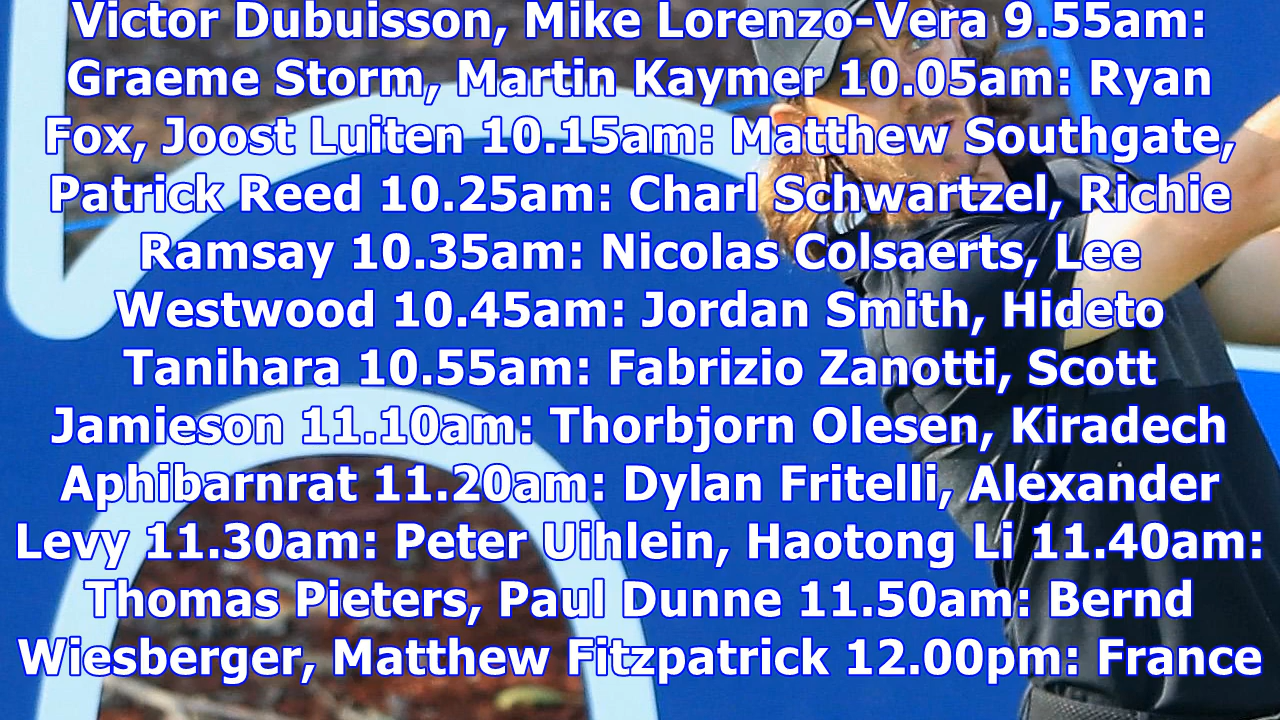 Victor Dubuisson, Mike Lorenzo-Vera 9.55am:
Graeme Storm, Martin Kaymer 10.05am: Ryan
Fox, Joost Luiten 10.15am: Matthew Southgate,
Patrick Reed 10.25am: Charl Schwartzel, Richie
Ramsay 10.35am: Nicolas Colsaerts, Lee
Westwood 10.45am: Jordan Smith, Hideto
Tanihara 10.55am: Fabrizio Zanotti, Scott
Jamieson 11.10am: Thorbjorn Olesen, Kiradech
Aphibarnrat 11.20am: Dylan Fritelli, Alexander
Levy 11.30am: Peter Uihlein, Haotong Li 11.40am:
Thomas Pieters, Paul Dunne 11.50am: Bernd
Wiesberger, Matthew Fitzpatrick 12.00pm: France